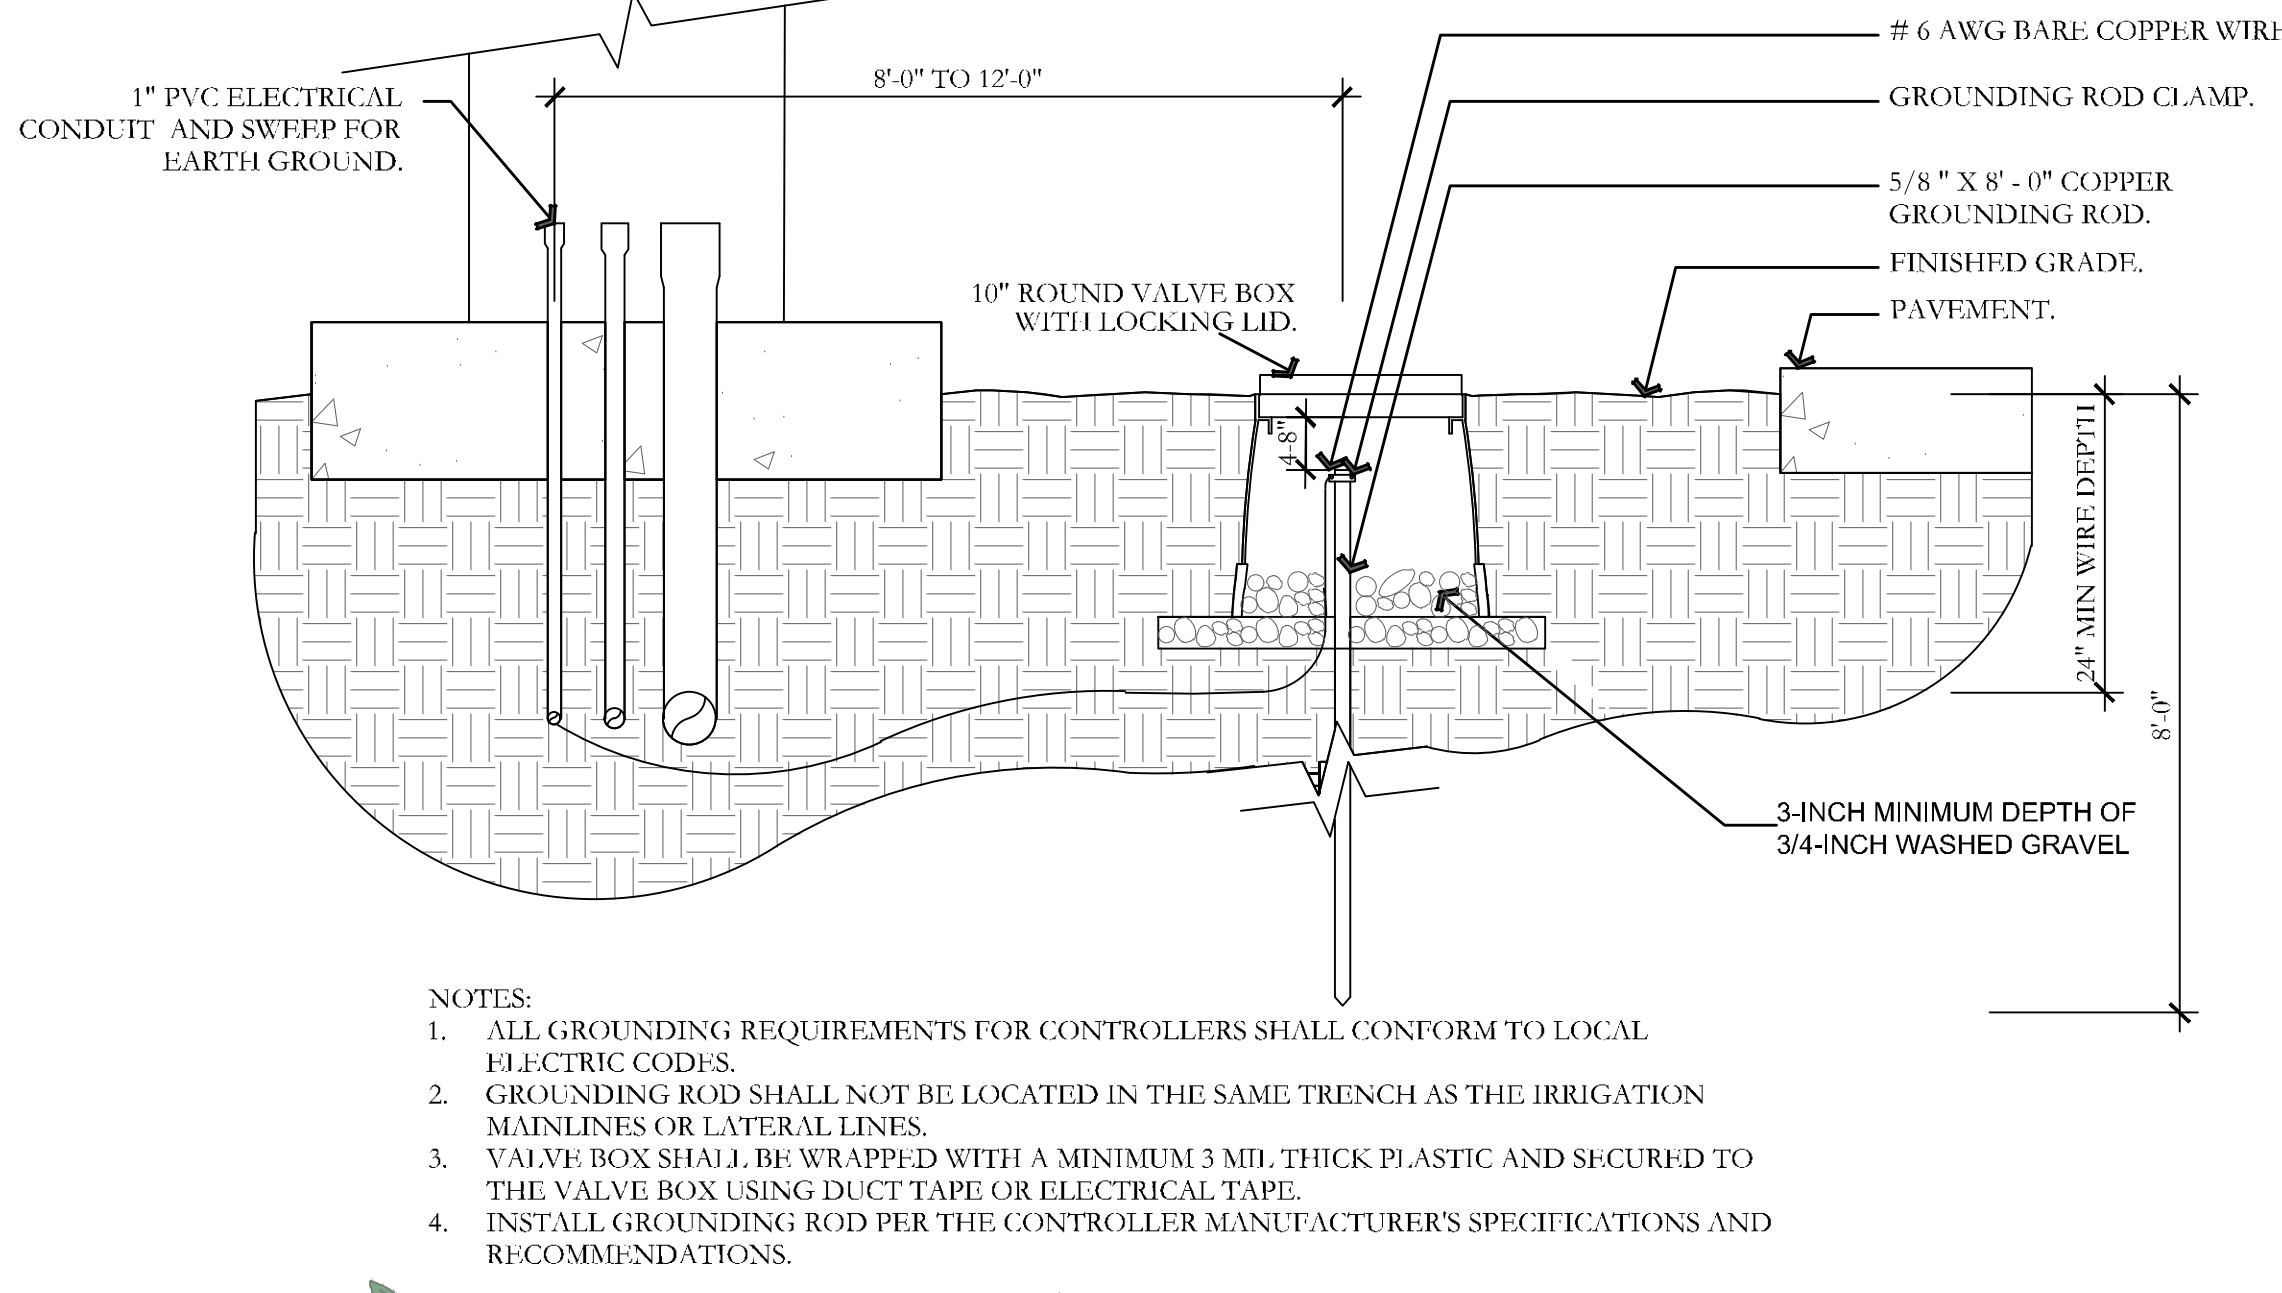 # 6 AWG BARE COPPER WIRE
8'-0" TO 12'-0"
1" PVC ELECTRICAL
CONDUIT AND SWEEP FOR
EARTH GROUND.
GROUNDING ROD CLAMP.
5/8 " X 8' - 0" COPPER
GROUNDING ROD.
FINISHED GRADE.
10" ROUND VALVE BOX
WITH LOCKING LID.
PAVEMENT.
4-8"
24" MIN WIRE DEPTH
8'-0"
3-INCH MINIMUM DEPTH OF
3/4-INCH WASHED GRAVEL
NOTES:
1. ALL GROUNDING REQUIREMENTS FOR CONTROLLERS SHALL CONFORM TO LOCAL
ELECTRIC CODES.
2. GROUNDING ROD SHALL NOT BE LOCATED IN THE SAME TRENCH AS THE IRRIGATION
MAINLINES OR LATERAL LINES.
3. VALVE BOX SHALL BE WRAPPED WITH A MINIMUM 3 MIL THICK PLASTIC AND SECURED TO
THE VALVE BOX USING DUCT TAPE OR ELECTRICAL TAPE.
4. INSTALL GROUNDING ROD PER THE CONTROLLER MANUFACTURER'S SPECIFICATIONS AND
RECOMMENDATIONS.